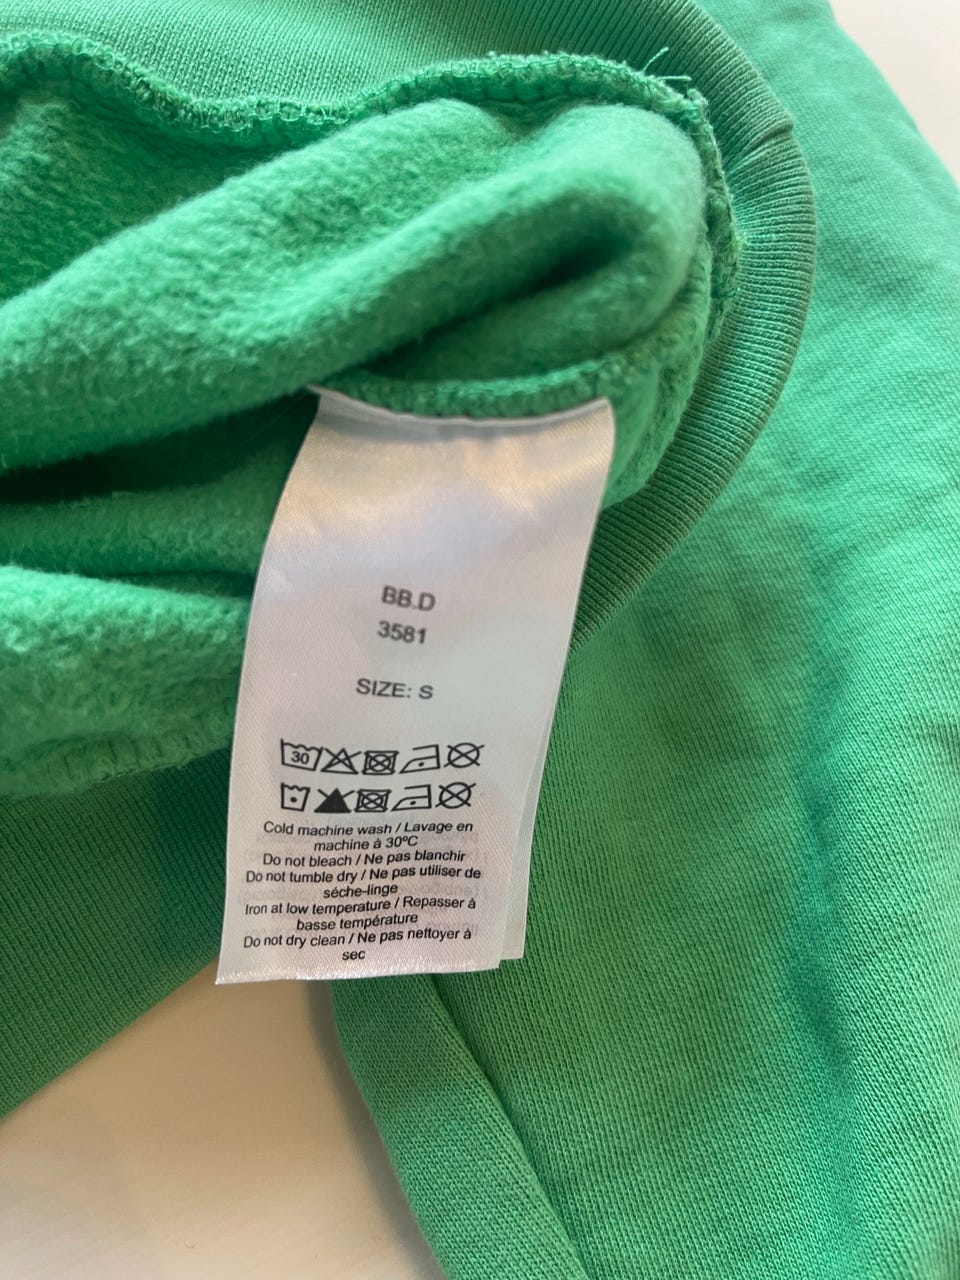 BB.D
3581
SIZE: S
30
Cold machine wash / Lavage en
machine à 30ºC
Do not bleach / Ne pas blanchir
Do not tumble dry / Ne pas utiliser de
séche-linge
Iron at low temperature / Repasser à
basse température
Do not dry clean / Ne pas nettoyer à
sec